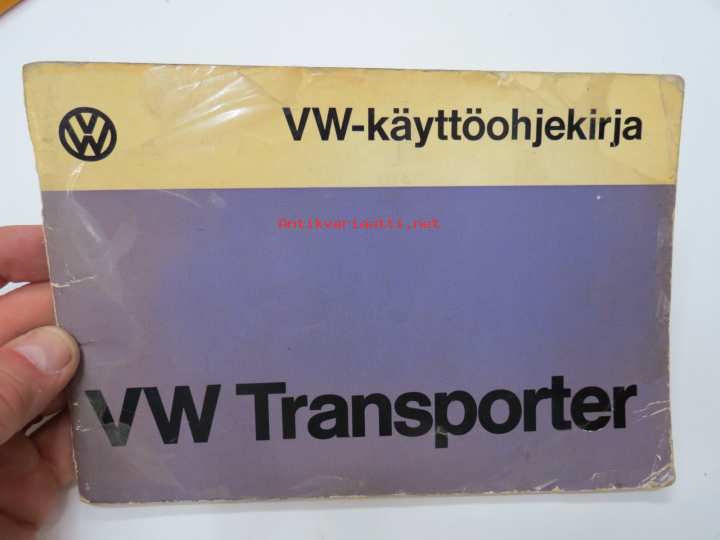 VW-käyttöohjekirja
Antikvariaatti.net
VW Transporter